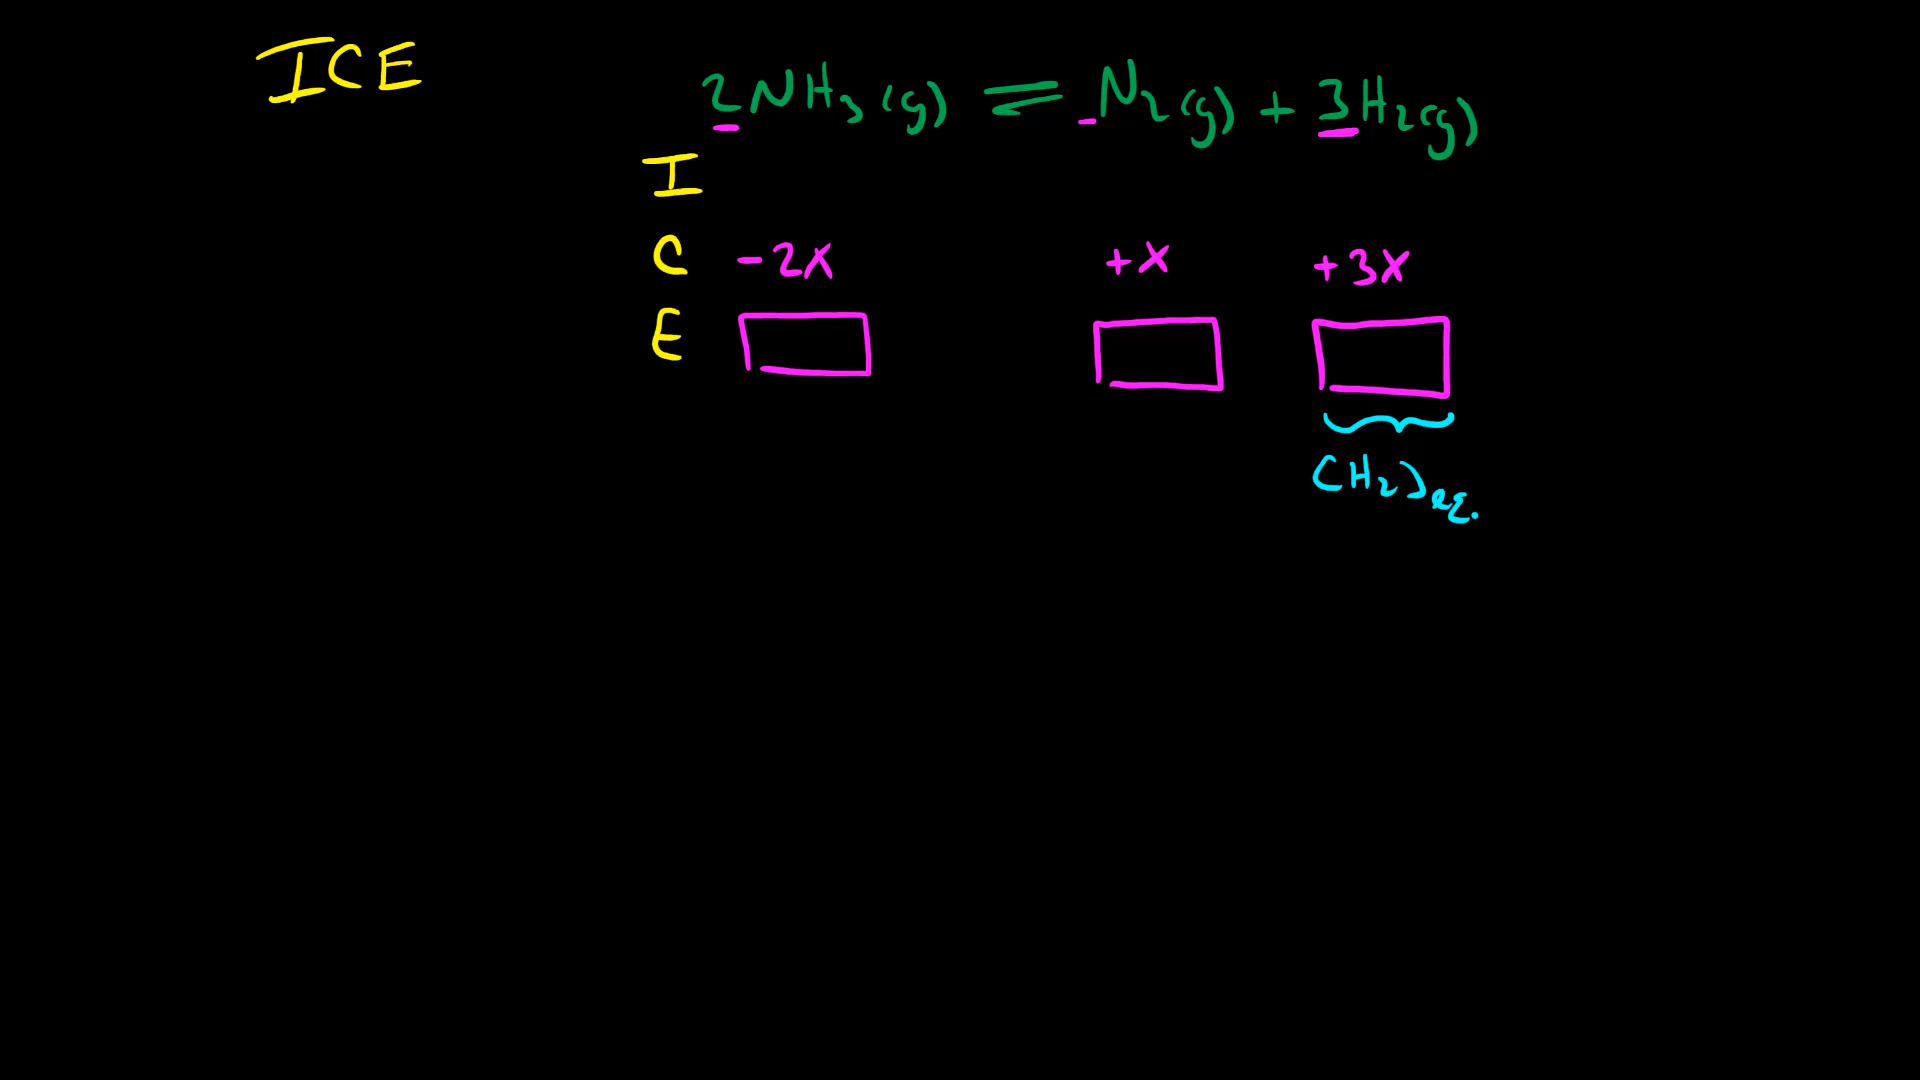 ICE
2NH₃(g) ⇌ N₂(g) + 3H₂(g)
I
C -2x +x +3x
E
(H₂)eq.